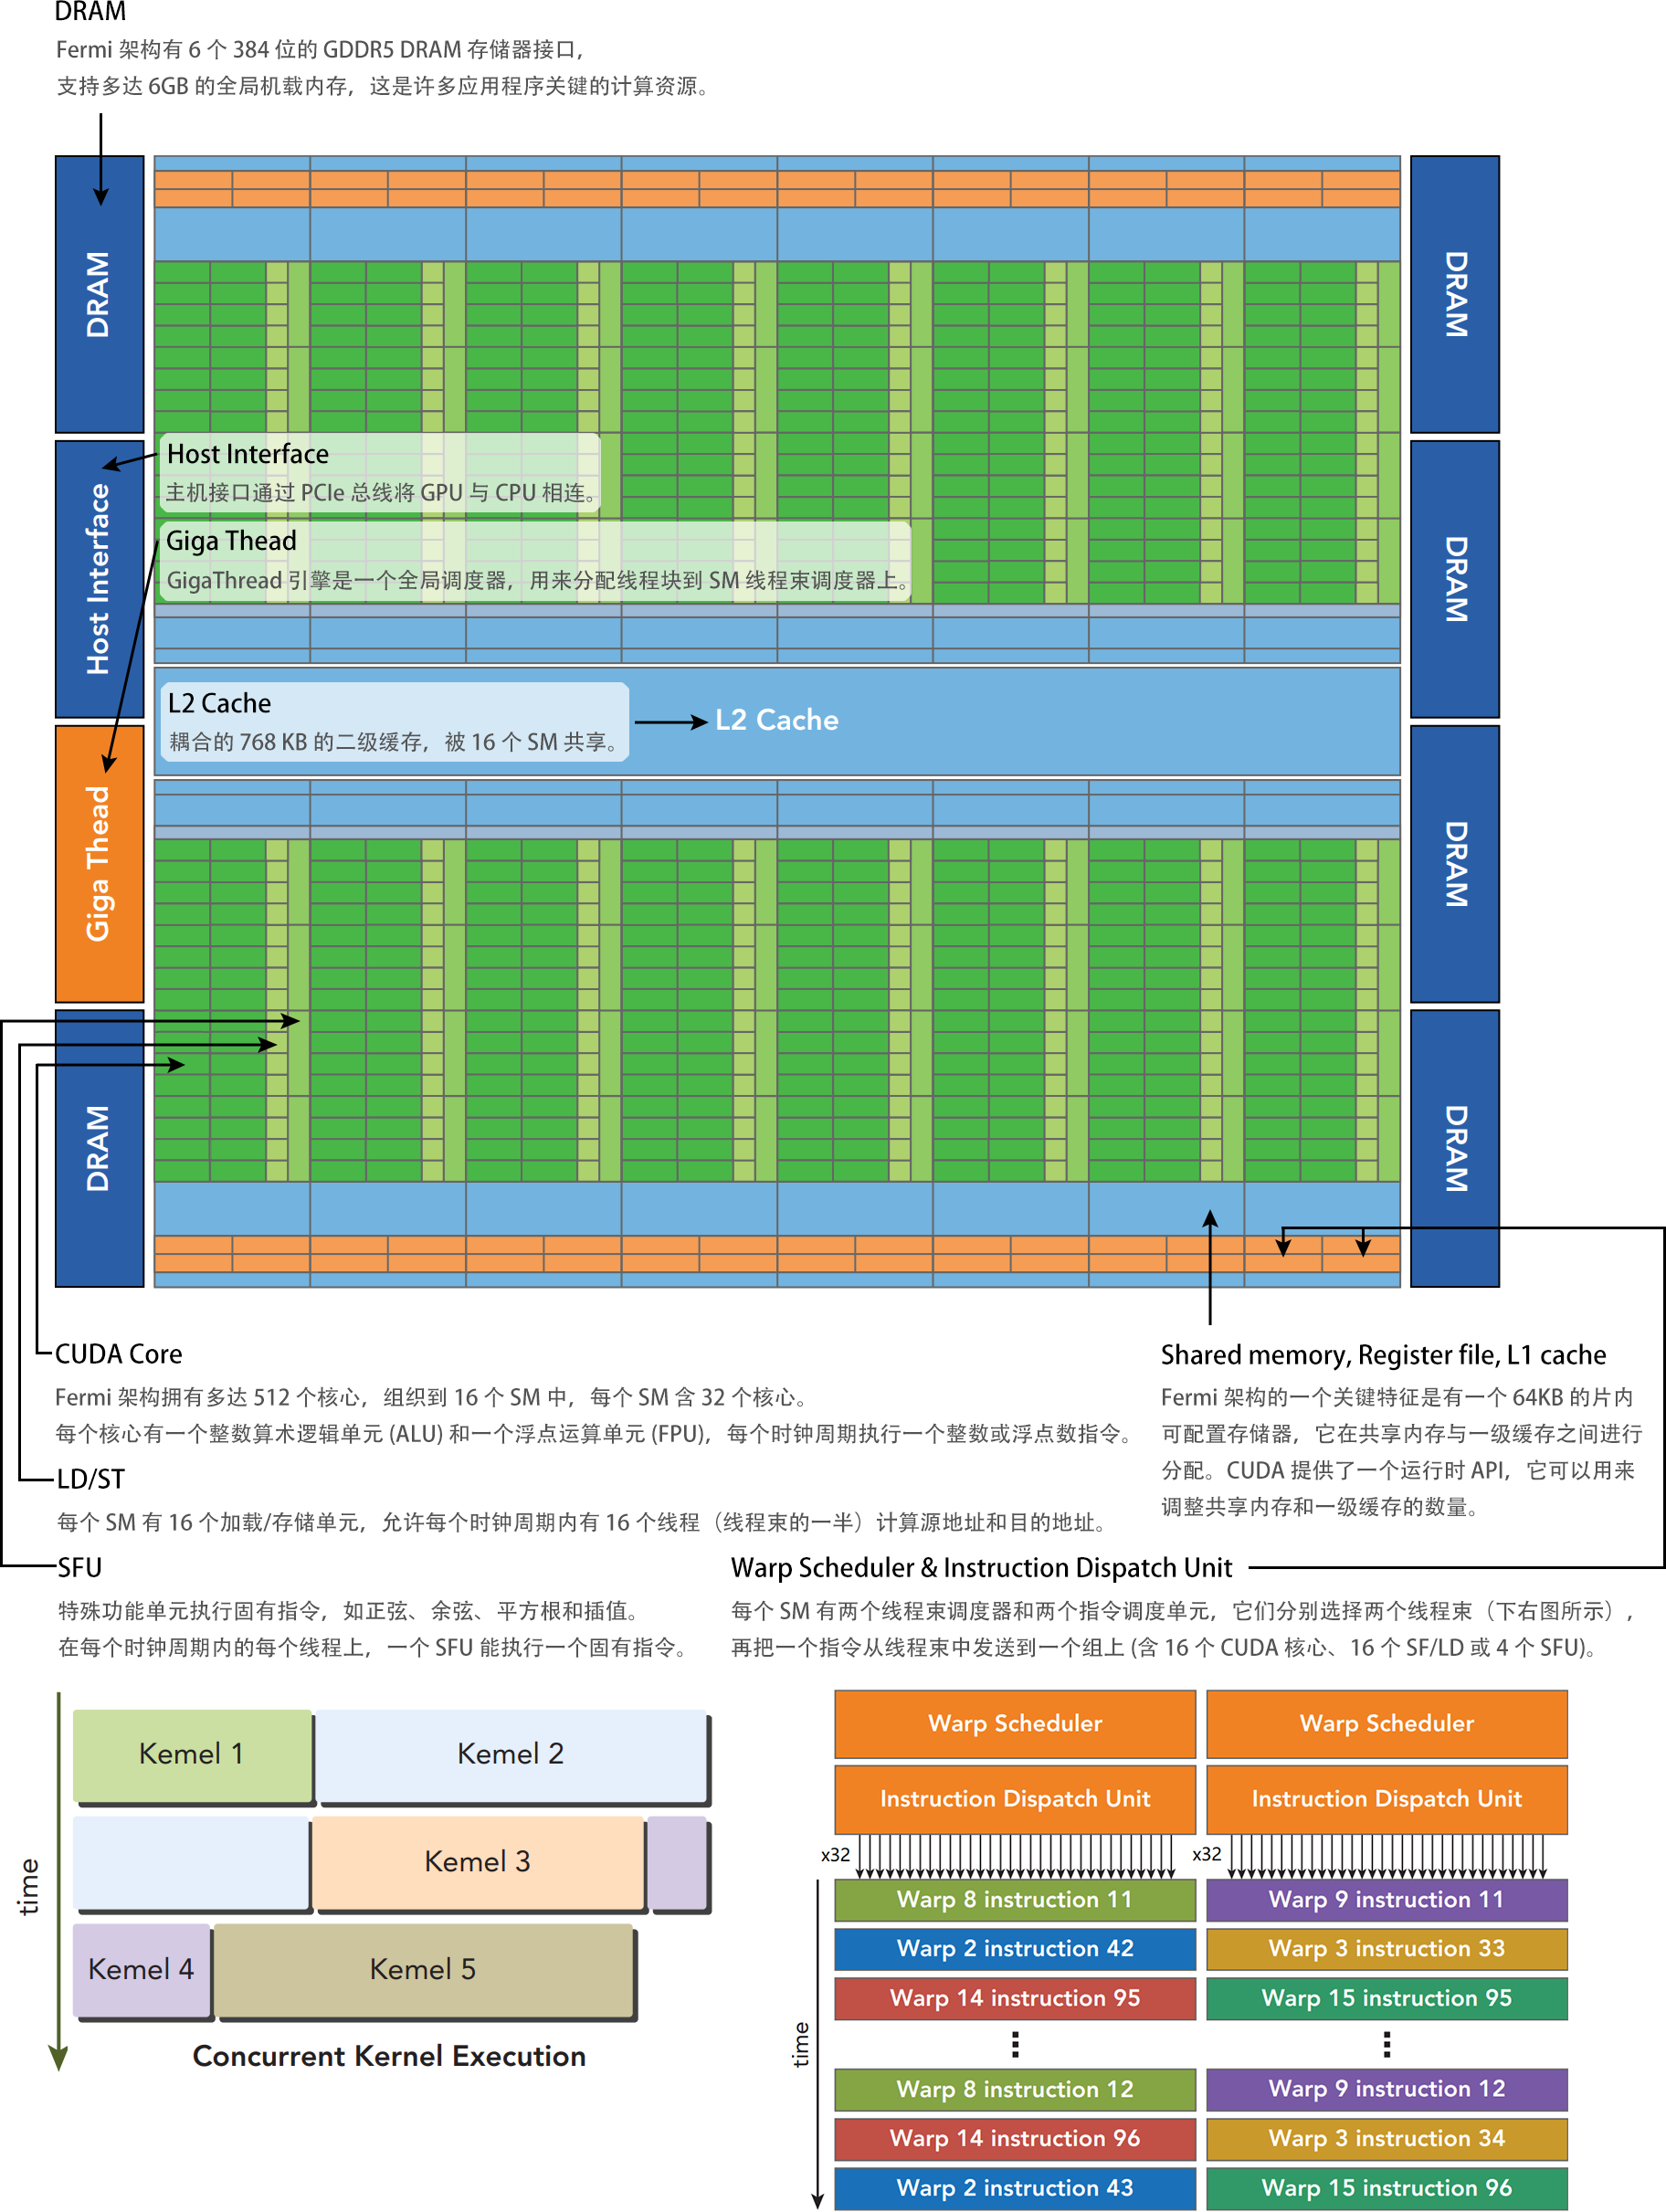 DRAM
Fermi 架构有 6 个 384 位的 GDDR5 DRAM 存储器接口，
支持多达 6GB 的全局机载内存，这是许多应用程序关键的计算资源。
DRAM
Host Interface
Giga Thead
DRAM
DRAM
DRAM
DRAM
DRAM
Host Interface
主机接口通过 PCIe 总线将 GPU 与 CPU 相连。
Giga Thead
GigaThread 引擎是一个全局调度器，用来分配线程块到 SM 线程束调度器上。
L2 Cache
耦合的 768 KB 的二级缓存，被 16 个 SM 共享。
L2 Cache
CUDA Core
Fermi 架构拥有多达 512 个核心，组织到 16 个 SM 中，每个 SM 含 32 个核心。
每个核心有一个整数算术逻辑单元 (ALU) 和一个浮点运算单元 (FPU)，每个时钟周期执行一个整数或浮点数指令。
LD/ST
每个 SM 有 16 个加载/存储单元，允许每个时钟周期内有 16 个线程（线程束的一半）计算源地址和目的地址。
SFU
特殊功能单元执行固有指令，如正弦、余弦、平方根和插值。
在每个时钟周期内的每个线程上，一个 SFU 能执行一个固有指令。
Shared memory, Register file, L1 cache
Fermi 架构的一个关键特征是有一个 64KB 的片内
可配置存储器，它在共享内存与一级缓存之间进行
分配。CUDA 提供了一个运行时 API，它可以用来
调整共享内存和一级缓存的数量。
Warp Scheduler & Instruction Dispatch Unit
每个 SM 有两个线程束调度器和两个指令调度单元，它们分别选择两个线程束（下右图所示），
再把一个指令从线程束中发送到一个组上 (含 16 个 CUDA 核心、16 个 SF/LD 或 4 个 SFU)。
time
Kemel 1
Kemel 2
Kemel 3
Kemel 4
Kemel 5
Concurrent Kernel Execution
Warp Scheduler
Warp Scheduler
Instruction Dispatch Unit
Instruction Dispatch Unit
x32
x32
time
Warp 8 instruction 11
Warp 9 instruction 11
Warp 2 instruction 42
Warp 3 instruction 33
Warp 14 instruction 95
Warp 15 instruction 95
Warp 8 instruction 12
Warp 9 instruction 12
Warp 14 instruction 96
Warp 3 instruction 34
Warp 2 instruction 43
Warp 15 instruction 96